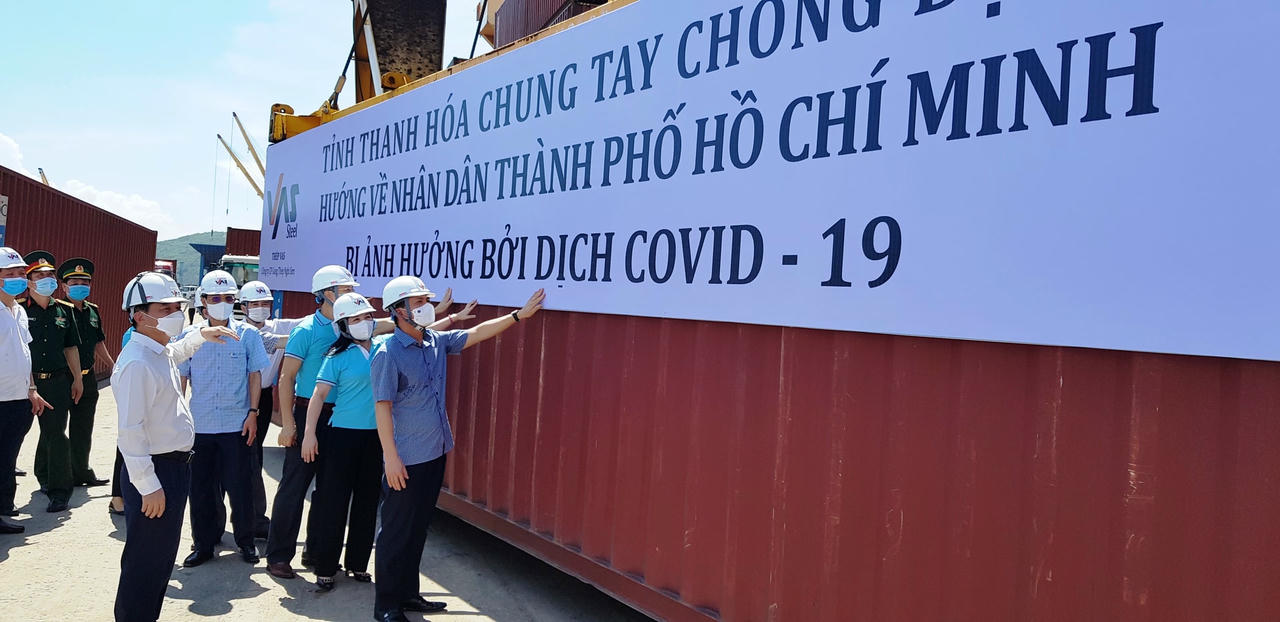 TỈNH THANH HÓA CHUNG TAY CHỐNG
HƯỚNG VỀ NHÂN DÂN THÀNH PHỐ HỒ CHÍ MINH
BỊ ẢNH HƯỞNG BỞI DỊCH COVID - 19
VAS
Steel
THÉP VAS